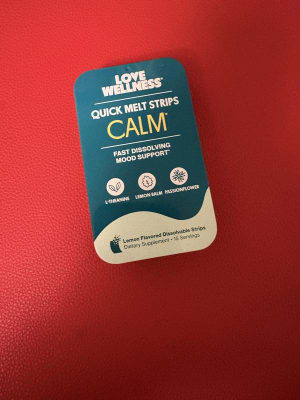 LOVE
WELLNESS®
QUICK MELT STRIPS
CALM*
FAST DISSOLVING
MOOD SUPPORT*
L-THEANINE LEMON BALM PASSIONFLOWER
Lemon Flavored Dissolvable Strips
Dietary Supplement • 15 Servings